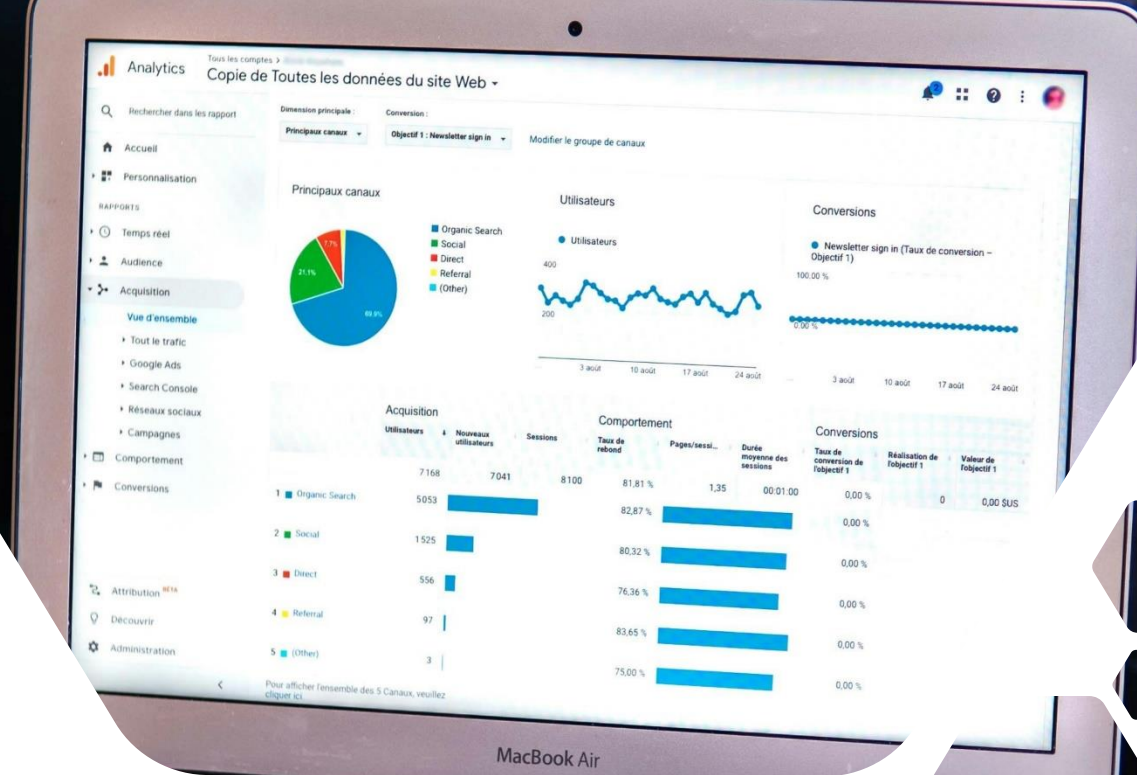 Tous les comptes >
Analytics
Copie de Toutes les données du site Web
Rechercher dans les rapport
Dimension principale :
Conversion :
Principaux canaux
Objectif 1 : Newsletter sign in
Modifier le groupe de canaux
Accueil
Personnalisation
RAPPORTS
Temps réel
Audience
Acquisition
Vue d'ensemble
Tout le trafic
Google Ads
Search Console
Réseaux sociaux
Campagnes
Comportement
Conversions
Attribution BÊTA
Découvrir
Administration
Principaux canaux
Organic Search
Social
Direct
Referral
(Other)
7.7%
21,1%
69.9%
Utilisateurs
Utilisateurs
400
200
3 août 10 août 17 août 24 août
Conversions
Newsletter sign in (Taux de conversion –
Objectif 1)
100.00 %
0.00 %
3 août 10 août 17 août 24 août
Acquisition
Comportement
Conversions
Utilisateurs
Nouveaux
utilisateurs
Sessions
Taux de
rebond
Pages/sessi...
Durée
moyenne des
sessions
Taux de
conversion de
l'objectif 1
Réalisation de
l'objectif 1
Valeur de
l'objectif 1
7 168 7 041 8 100 81,81 % 1,35 00:01:00 0,00 % 0 0,00 $US
1 Organic Search 5 053 82,87 % 0,00 %
2 Social 1 525 80,32 % 0,00 %
3 Direct 556 76,36 % 0,00 %
4 Referral 97 83,65 % 0,00 %
5 (Other) 3 75,00 % 0,00 %
Pour afficher l'ensemble des 5 Canaux, veuillez
cliquer ici
MacBook Air